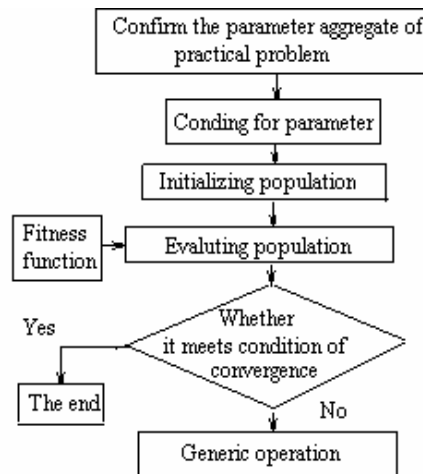 Confirm the parameter aggregate of
practical problem
Conding for parameter
Initializing population
Fitness
function
Evaluting population
Whether
it meets condition of
convergence
Yes
The end
No
Generic operation